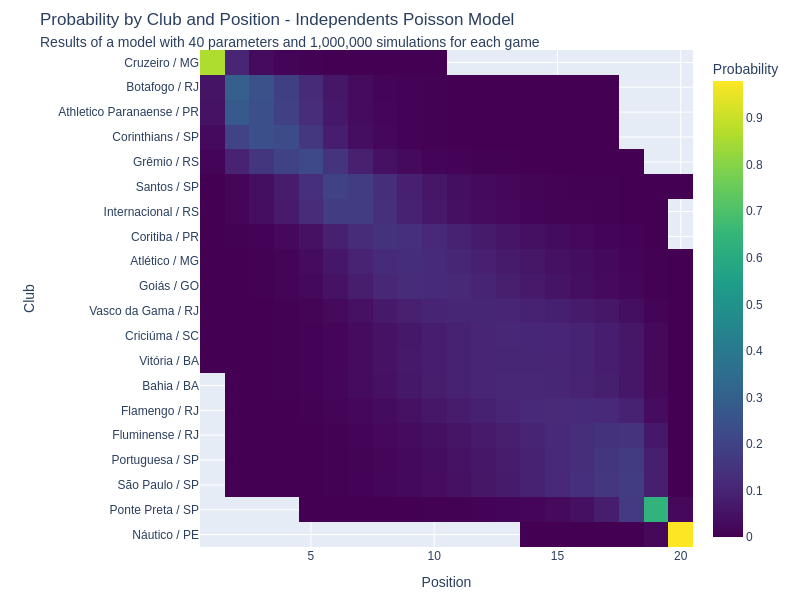 Probability by Club and Position - Independents Poisson Model
Results of a model with 40 parameters and 1,000,000 simulations for each game
Probability
Cruzeiro / MG
Botafogo / RJ
Athletico Paranaense / PR
Corinthians / SP
Grêmio / RS
Santos / SP
Internacional / RS
Coritiba / PR
Atlético / MG
Goiás / GO
Vasco da Gama / RJ
Criciúma / SC
Vitória / BA
Bahia / BA
Flamengo / RJ
Fluminense / RJ
Portuguesa / SP
São Paulo / SP
Ponte Preta / SP
Náutico / PE
Club
5
10
15
20
Position
0.9
0.8
0.7
0.6
0.5
0.4
0.3
0.2
0.1
0